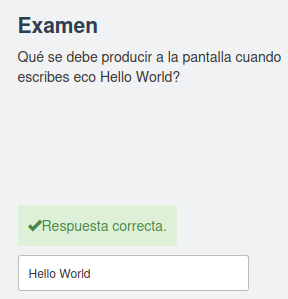 Examen
Qué se debe producir a la pantalla cuando
escribes eco Hello World?
Respuesta correcta.
Hello World